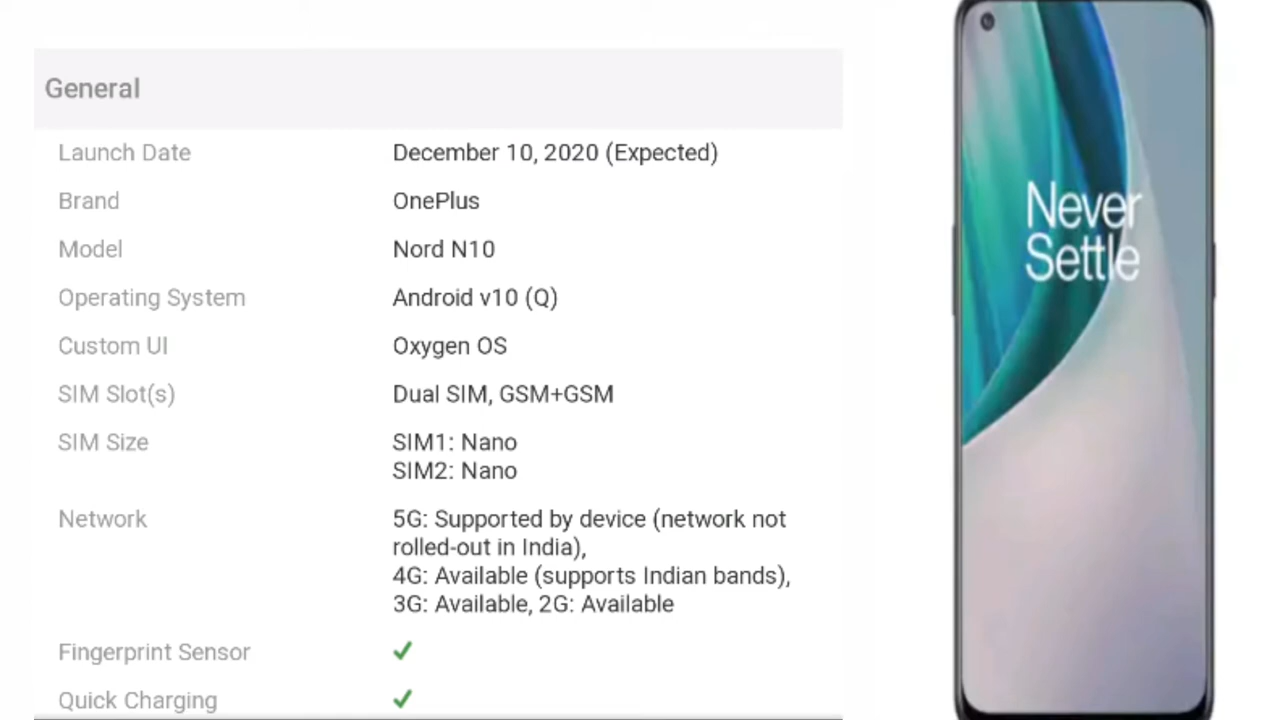 General
Launch Date December 10, 2020 (Expected)
Brand OnePlus
Model Nord N10
Operating System Android v10 (Q)
Custom UI Oxygen OS
SIM Slot(s) Dual SIM, GSM+GSM
SIM Size SIM1: Nano
SIM2: Nano
Network 5G: Supported by device (network not
rolled-out in India),
4G: Available (supports Indian bands),
3G: Available, 2G: Available
Fingerprint Sensor
Quick Charging
Never
Settle